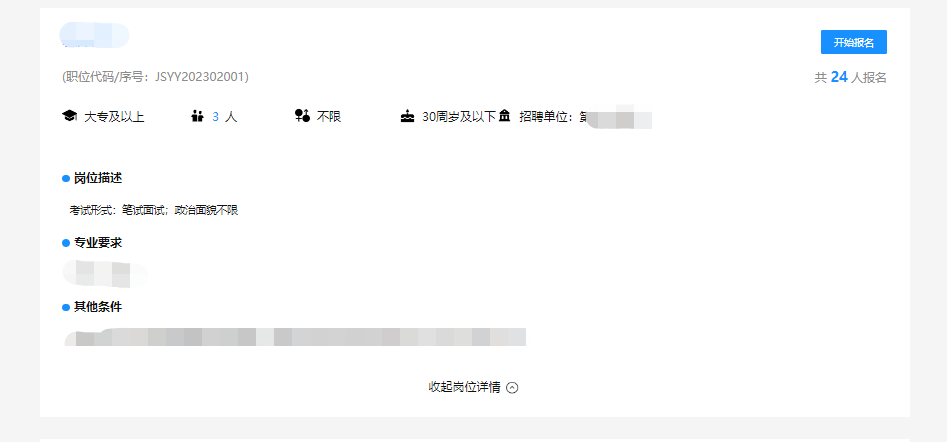 开始报名
(职位代码/序号：JSYY202302001)
共 24 人报名
大专及以上 3 人 不限 30周岁及以下 招聘单位：第
岗位描述
考试形式：笔试面试；政治面貌不限
专业要求
其他条件
收起岗位详情